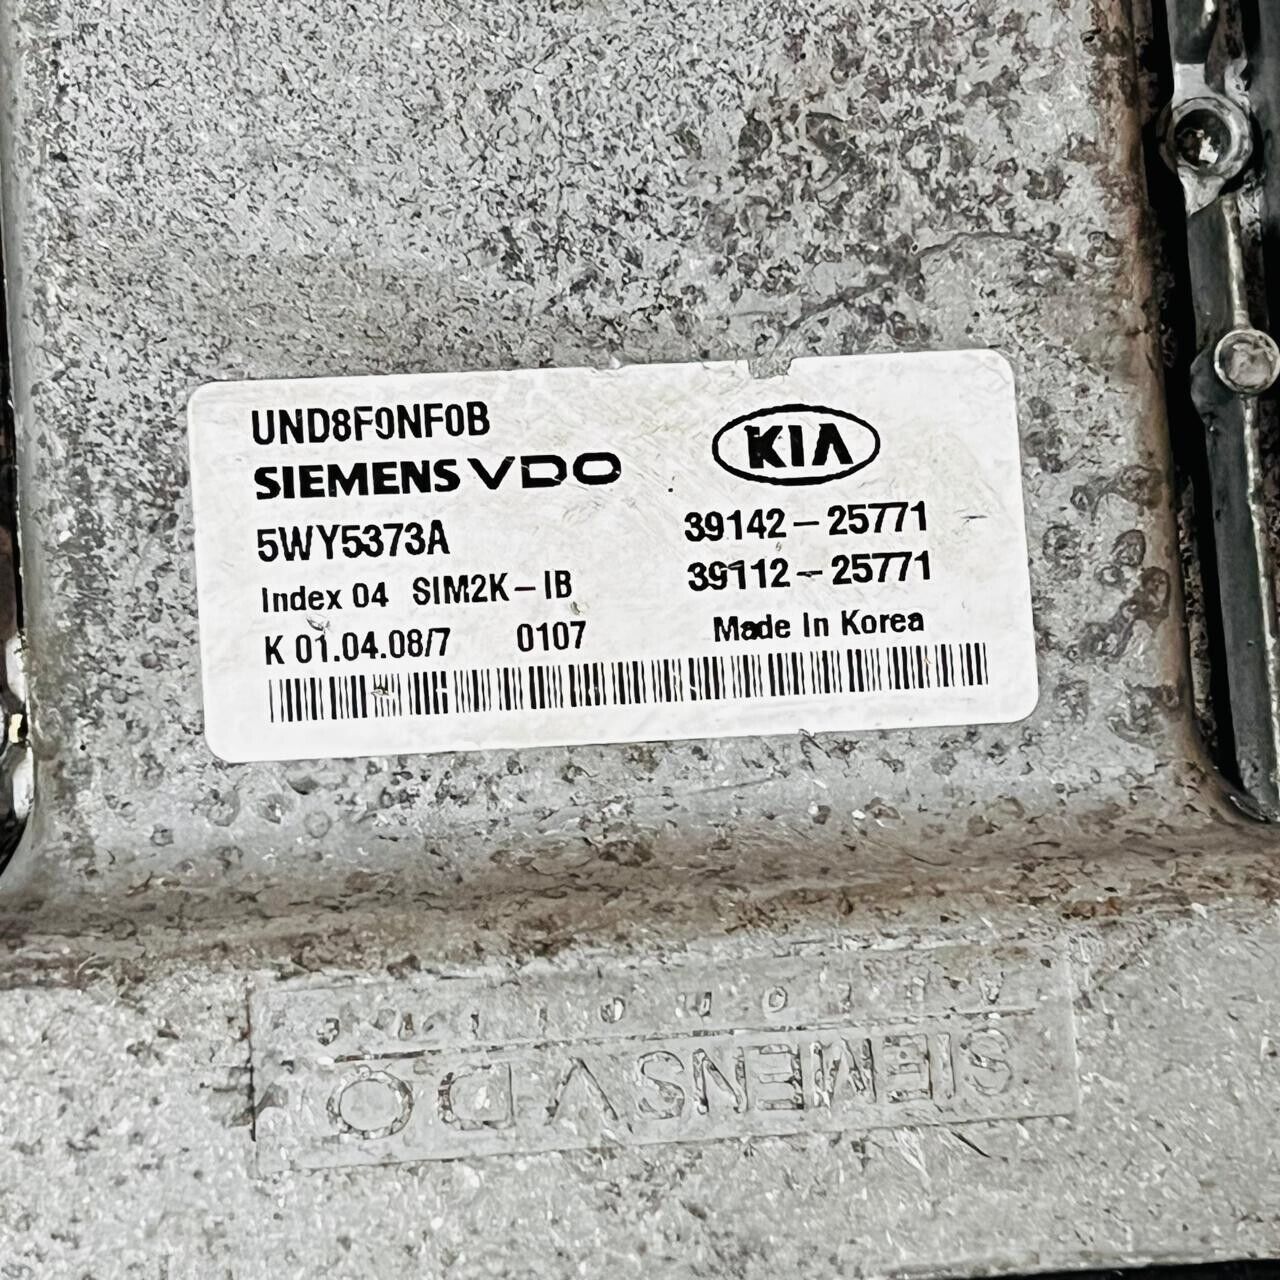 UND8F0NF0B
SIEMENS VDO
KIA
5WY5373A
39142-25771
Index 04 SIM2K-IB
39112-25771
K 01.04.08/7 0107
Made In Korea
SIEMENS VDO
Automotive